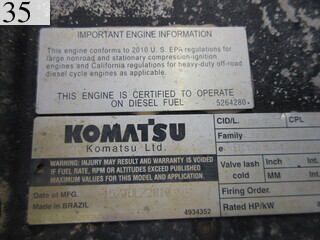 35
IMPORTANT ENGINE INFORMATION
This engine conforms to 2010 U.S. EPA regulations for
large nonroad and stationary compression-ignition
engines and California regulations for heavy-duty off-road
diesel cycle engines as applicable.
THIS ENGINE IS CERTIFIED TO OPERATE
ON DIESEL FUEL
5264280
KOMATSU
Komatsu Ltd.
WARNING: INJURY MAY RESULT AND WARRANTY IS VOIDED
IF FUEL RATE, RPM OR ALTITUDES EXCEED PUBLISHED
MAXIMUM VALUES FOR THIS MODEL AND APPLICATION.
Date of MFG.
Made in BRAZIL
4934352
CID/L. CPL
Family
Valve lash Inch Int.
cold MM Int.
Firing Order.
Rated HP/kW